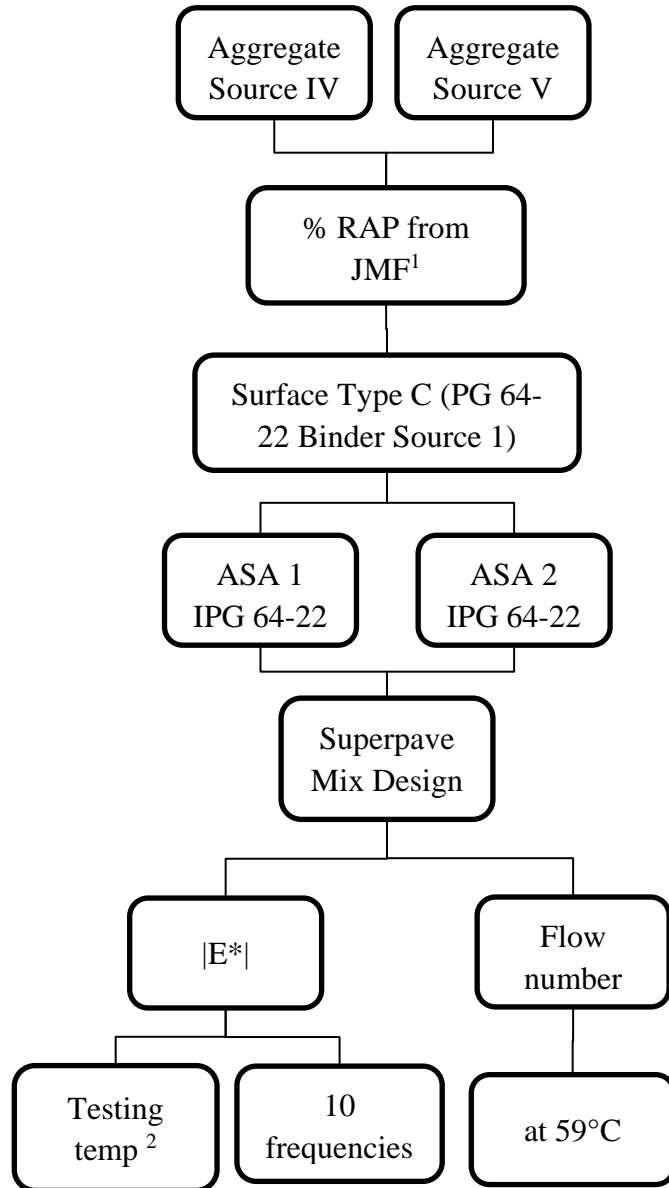 Aggregate
Source IV
Aggregate
Source V
% RAP from
JMF¹
Surface Type C (PG 64-
22 Binder Source 1)
ASA 1
IPG 64-22
ASA 2
IPG 64-22
Superpave
Mix Design
|E*|
Flow
number
Testing
temp ²
10
frequencies
at 59°C